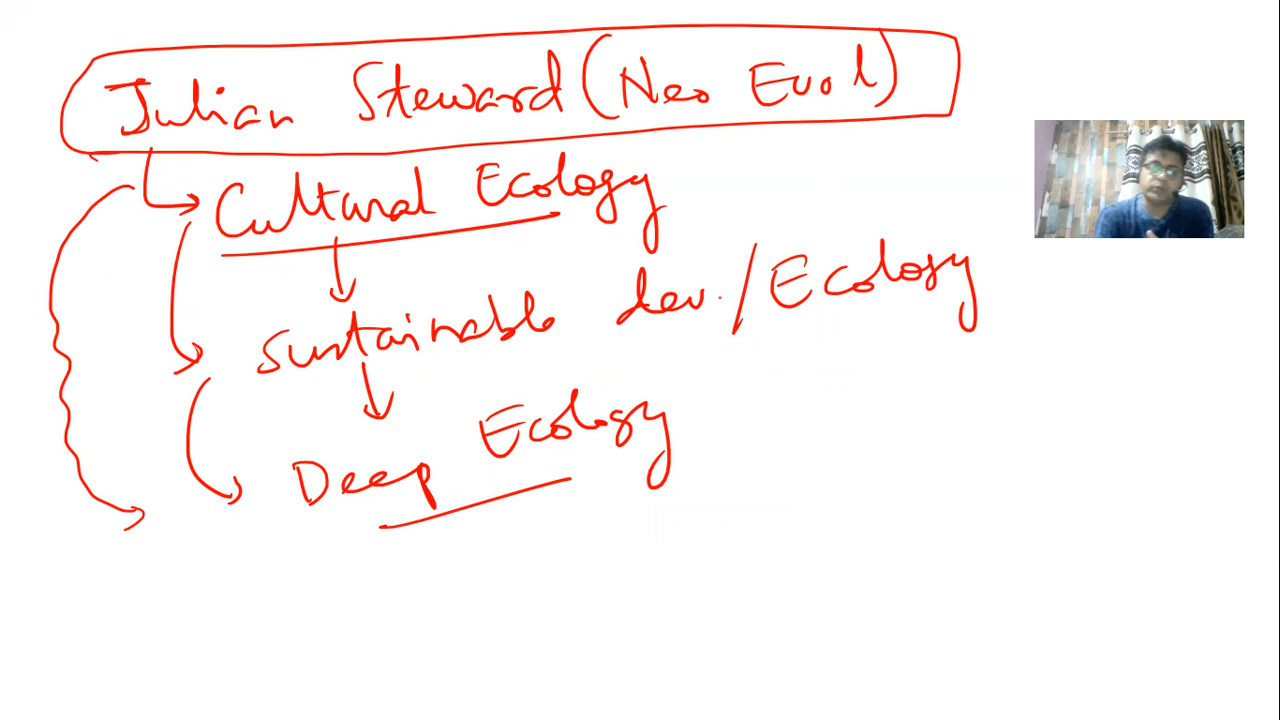 Julian Steward (Neo Evol)
Cultural Ecology
sustainable dev. / Ecology
Deep Ecology